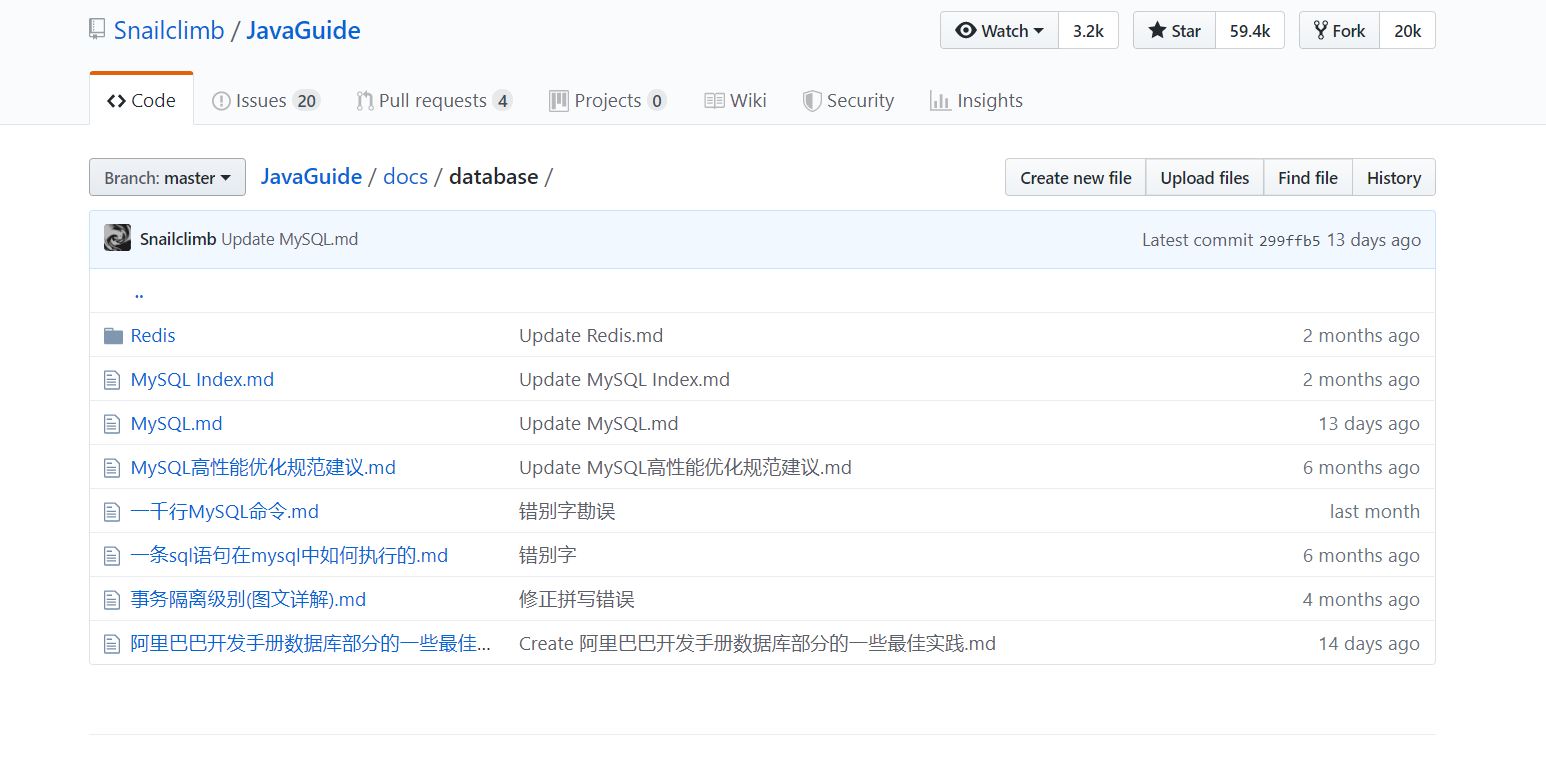 Snailclimb / JavaGuide Watch 3.2k Star 59.4k Fork 20k
Code Issues 20 Pull requests 4 Projects 0 Wiki Security Insights
Branch: master JavaGuide / docs / database / Create new file Upload files Find file History
Snailclimb Update MySQL.md Latest commit 299ffb5 13 days ago
..
Redis Update Redis.md 2 months ago
MySQL Index.md Update MySQL Index.md 2 months ago
MySQL.md Update MySQL.md 13 days ago
MySQL高性能优化规范建议.md Update MySQL高性能优化规范建议.md 6 months ago
一千行MySQL命令.md 错别字勘误 last month
一条sql语句在mysql中如何执行的.md 错别字 6 months ago
事务隔离级别(图文详解).md 修正拼写错误 4 months ago
阿里巴巴开发手册数据库部分的一些最佳... Create 阿里巴巴开发手册数据库部分的一些最佳实践.md 14 days ago